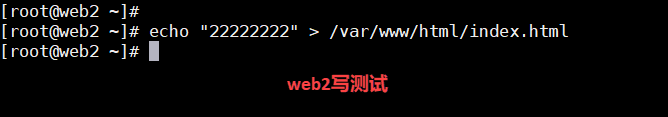 [root@web2 ~]#
[root@web2 ~]# echo "22222222" > /var/www/html/index.html
[root@web2 ~]#
web2写测试